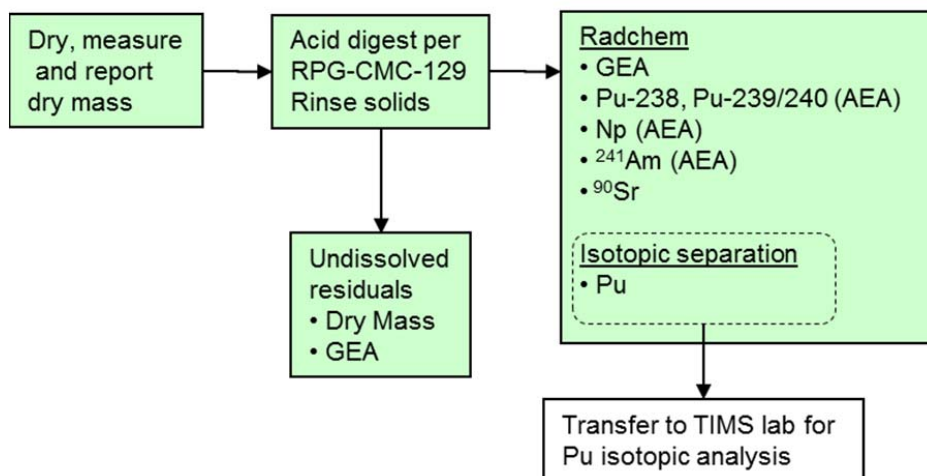 Dry, measure
and report
dry mass
Acid digest per
RPG-CMC-129
Rinse solids
Radchem
• GEA
• Pu-238, Pu-239/240 (AEA)
• Np (AEA)
• ²⁴¹Am (AEA)
• ⁹⁰Sr
Isotopic separation
• Pu
Undissolved
residuals
• Dry Mass
• GEA
Transfer to TIMS lab for
Pu isotopic analysis